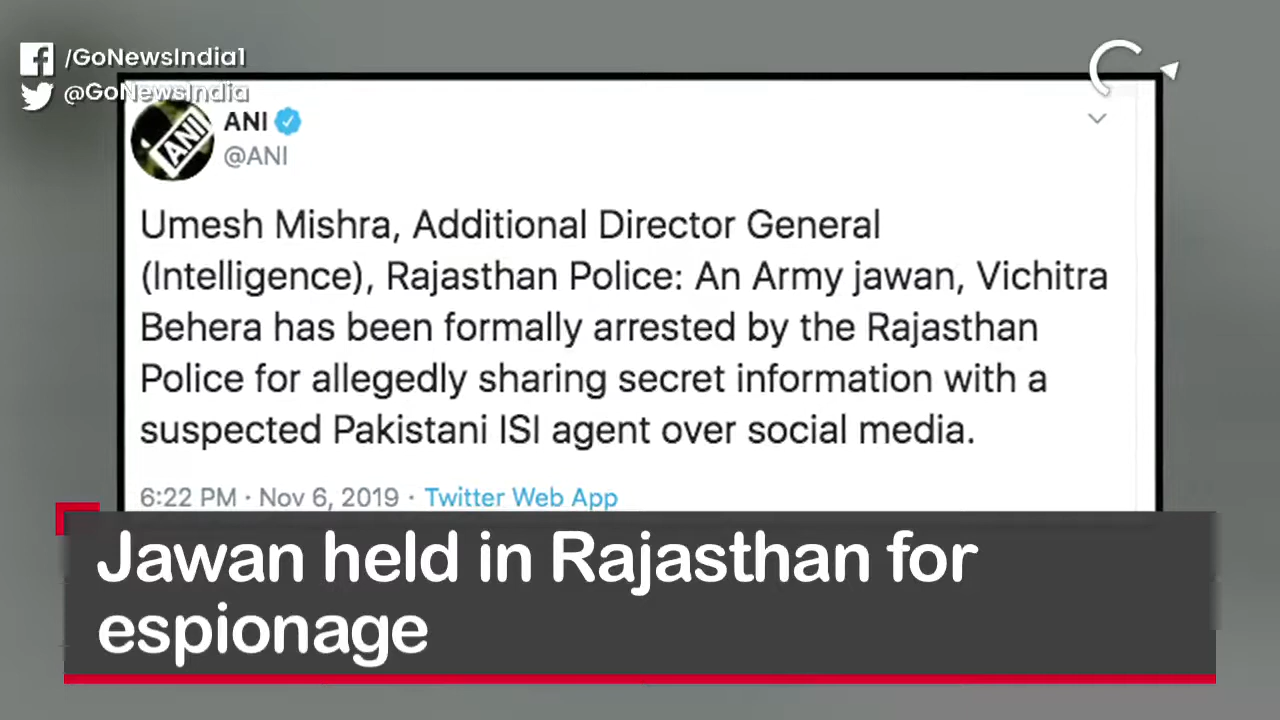 /GoNewsIndia1
@GoNewsIndia
ANI
ANI
@ANI
Umesh Mishra, Additional Director General
(Intelligence), Rajasthan Police: An Army jawan, Vichitra
Behera has been formally arrested by the Rajasthan
Police for allegedly sharing secret information with a
suspected Pakistani ISI agent over social media.
6:22 PM · Nov 6, 2019 · Twitter Web App
Jawan held in Rajasthan for
espionage